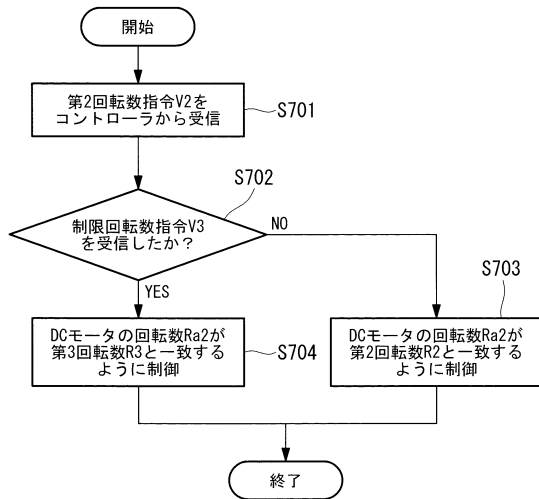 開始
第2回転数指令V2を
コントローラから受信
S701
S702
制限回転数指令V3
を受信したか?
NO
YES
S703
DCモータの回転数Ra2が
第3回転数R3と一致する
ように制御
S704
DCモータの回転数Ra2が
第2回転数R2と一致する
ように制御
終了